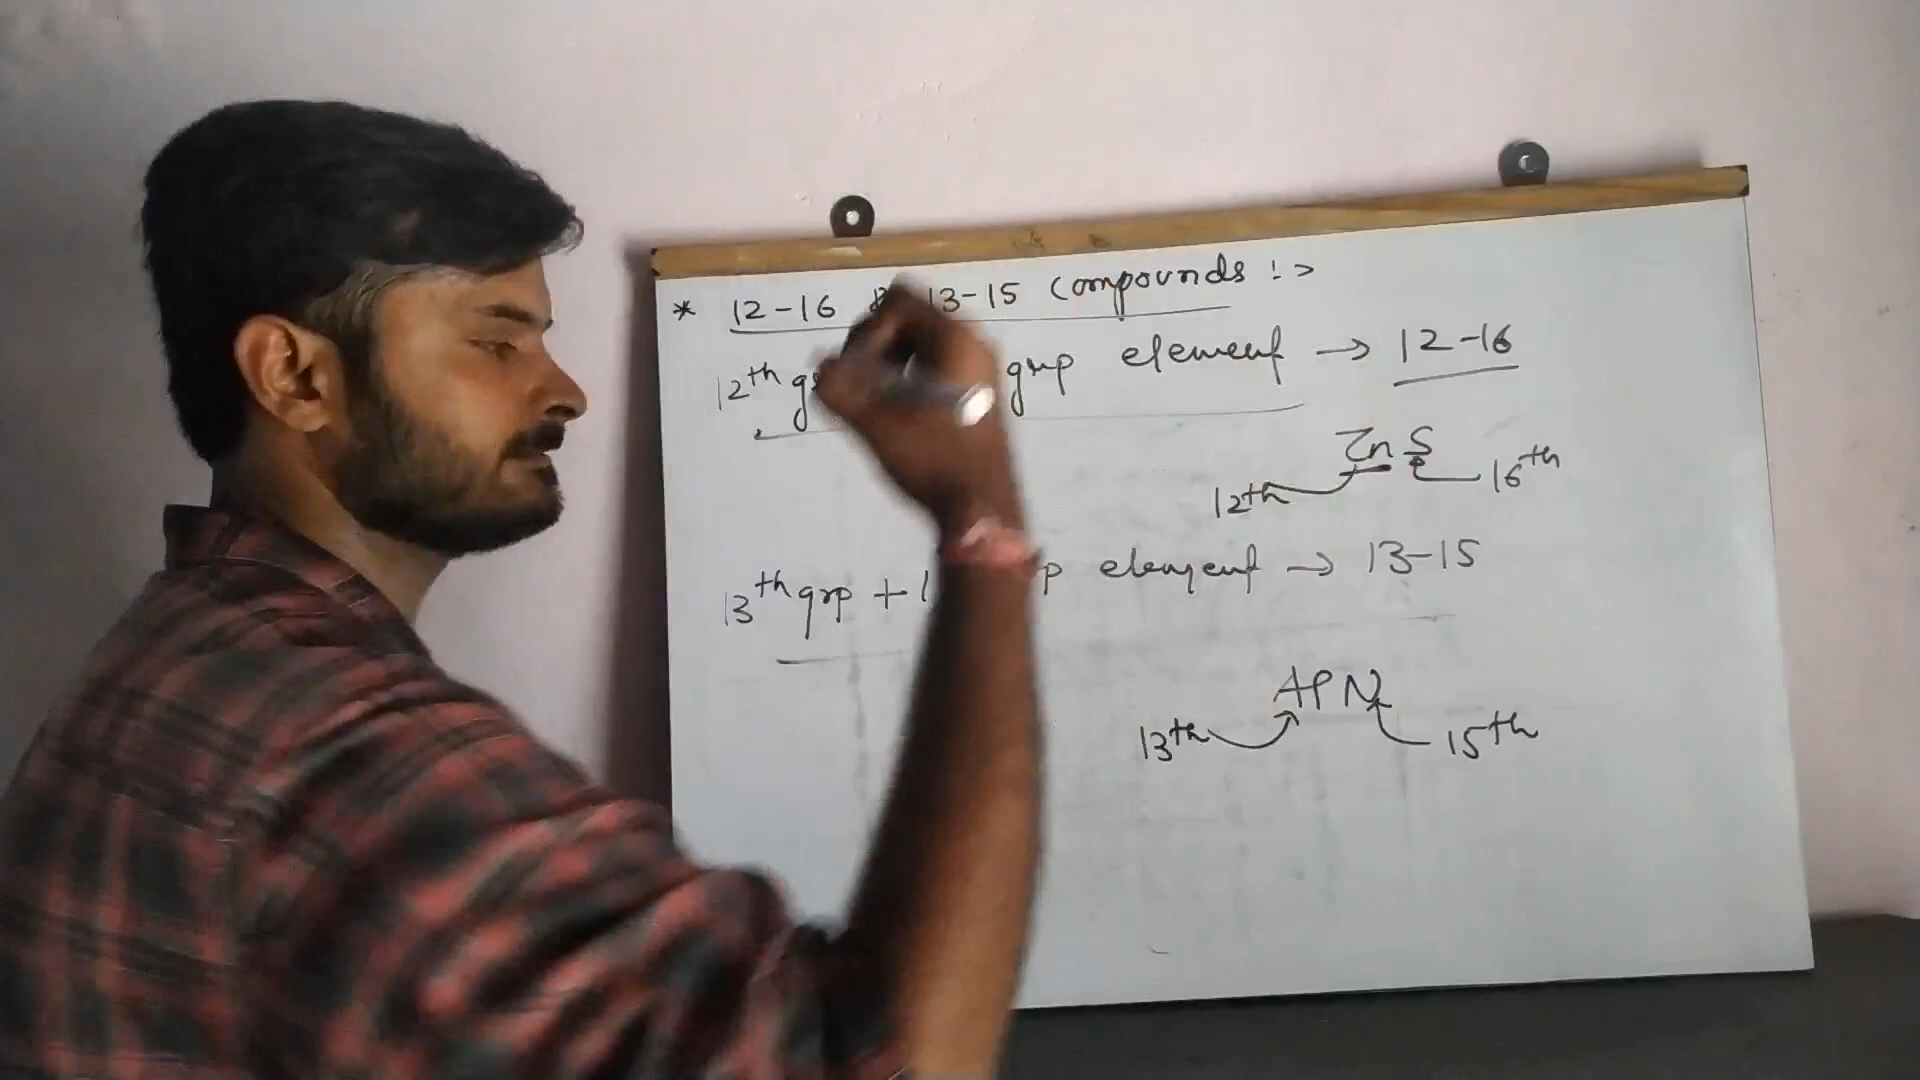 * 12-16 & 13-15 Compounds :->
12th grp element → 12-16
ZnS
12th 16th
13th grp + 1 element → 13-15
AlN
13th 15th